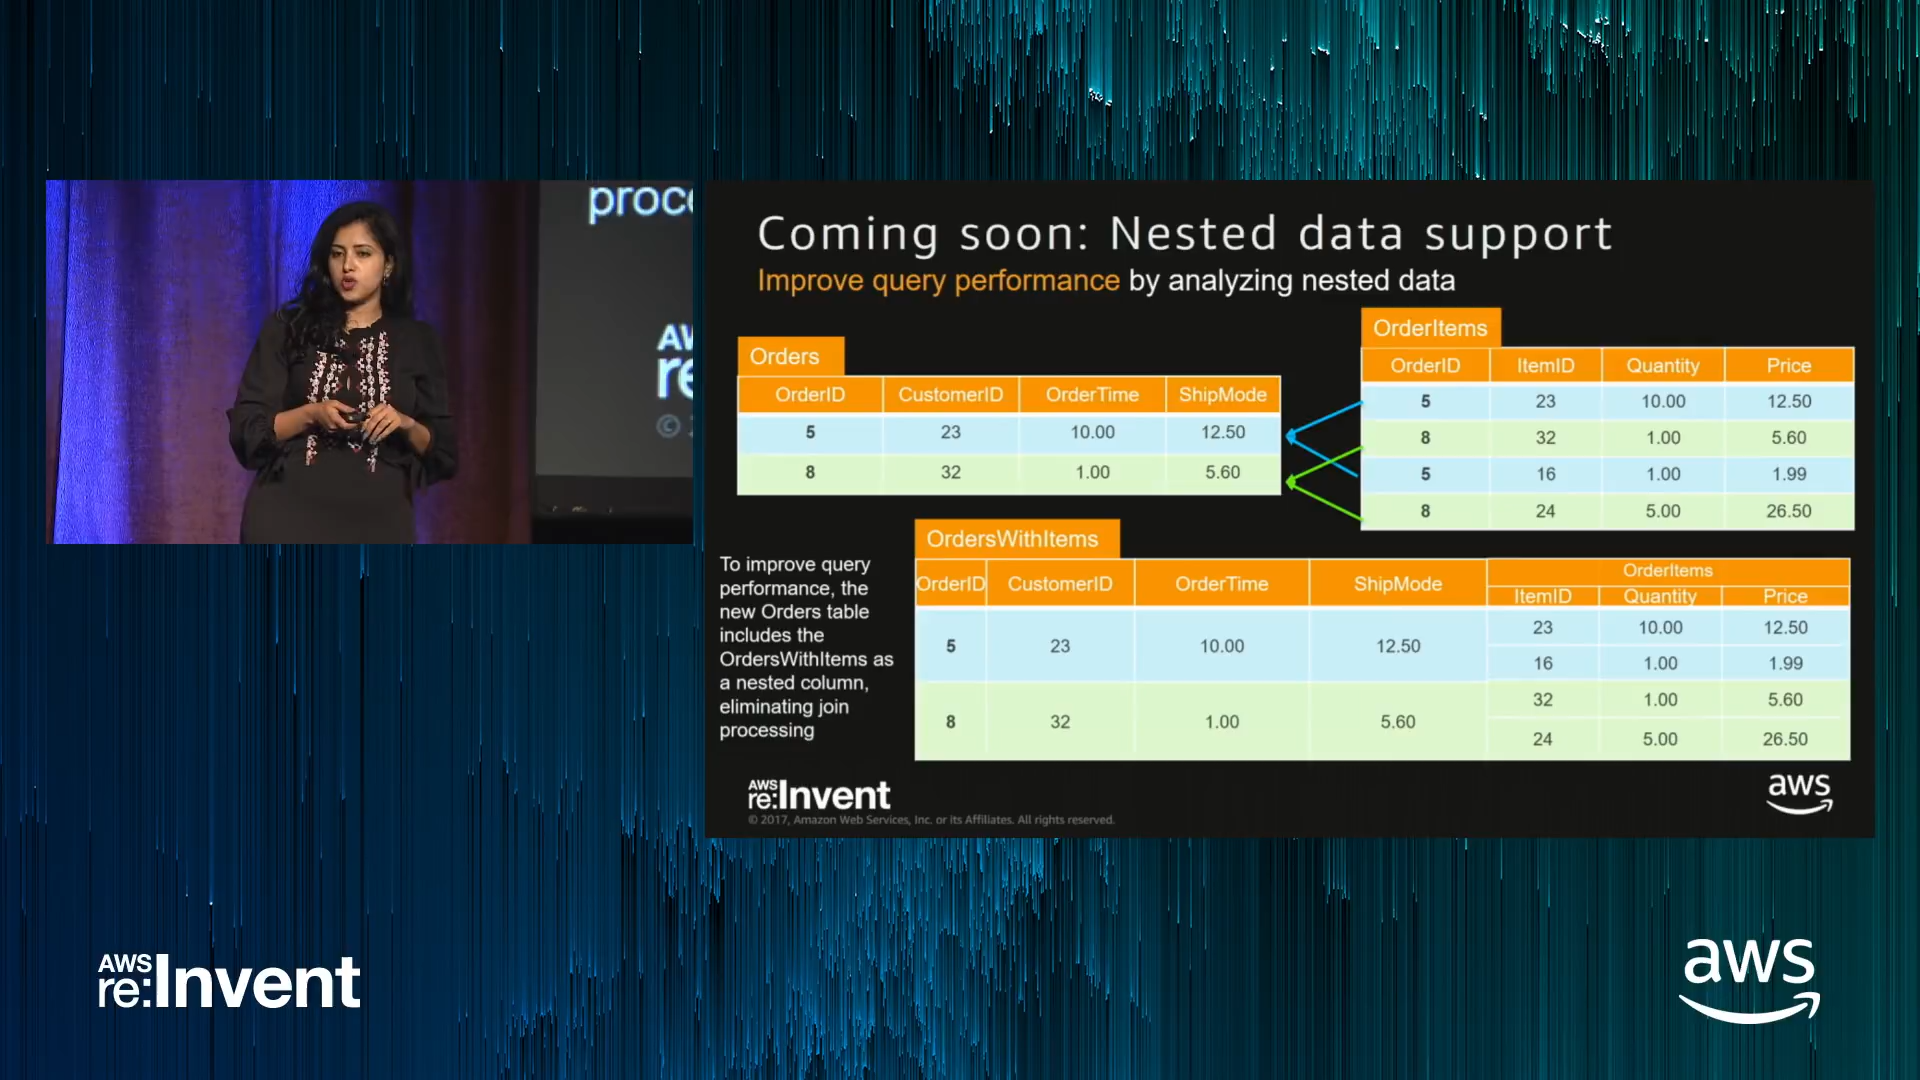 proc
AW
re
©
Coming soon: Nested data support
Improve query performance by analyzing nested data
Orders
OrderID CustomerID OrderTime ShipMode
5 23 10.00 12.50
8 32 1.00 5.60
OrderItems
OrderID ItemID Quantity Price
5 23 10.00 12.50
8 32 1.00 5.60
5 16 1.00 1.99
8 24 5.00 26.50
To improve query
performance, the
new Orders table
includes the
OrdersWithItems as
a nested column,
eliminating join
processing
OrdersWithItems
OrderID CustomerID OrderTime ShipMode OrderItems
ItemID Quantity Price
5 23 10.00 12.50
23 10.00 12.50
16 1.00 1.99
8 32 1.00 5.60
32 1.00 5.60
24 5.00 26.50
AWS
re:Invent
© 2017, Amazon Web Services, Inc. or its Affiliates. All rights reserved.
aws
AWS
re:Invent
aws